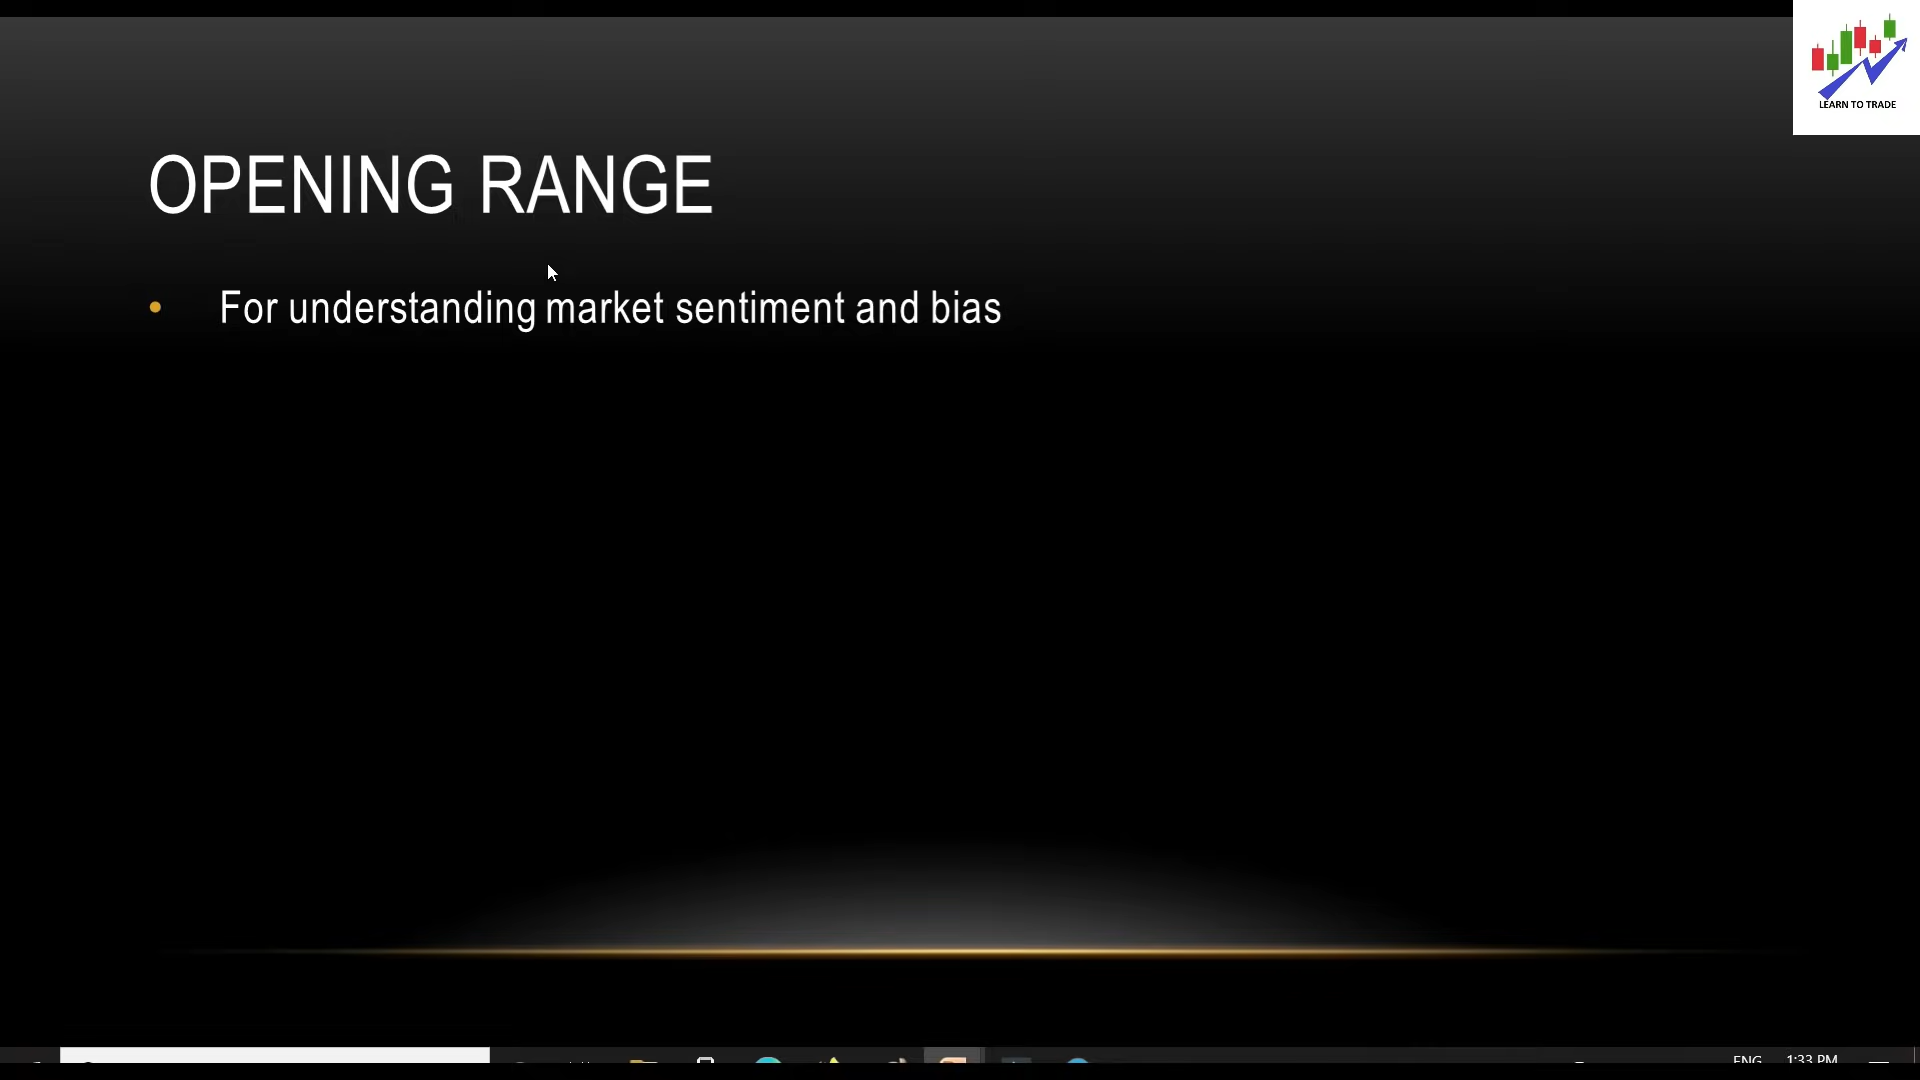 LEARN TO TRADE
OPENING RANGE
• For understanding market sentiment and bias
ENG 1:33 PM